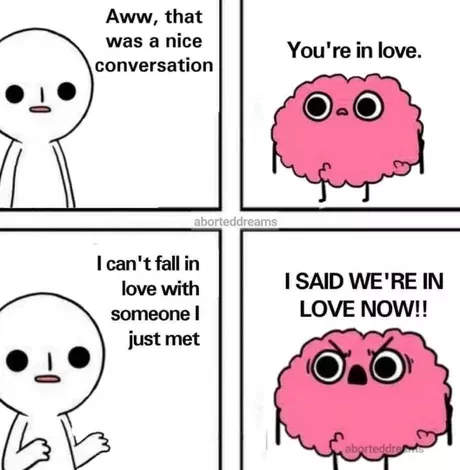 Aww, that
was a nice
conversation
You're in love.
aborteddreams
I can't fall in
love with
someone I
just met
I SAID WE'RE IN
LOVE NOW!!
aborteddreams